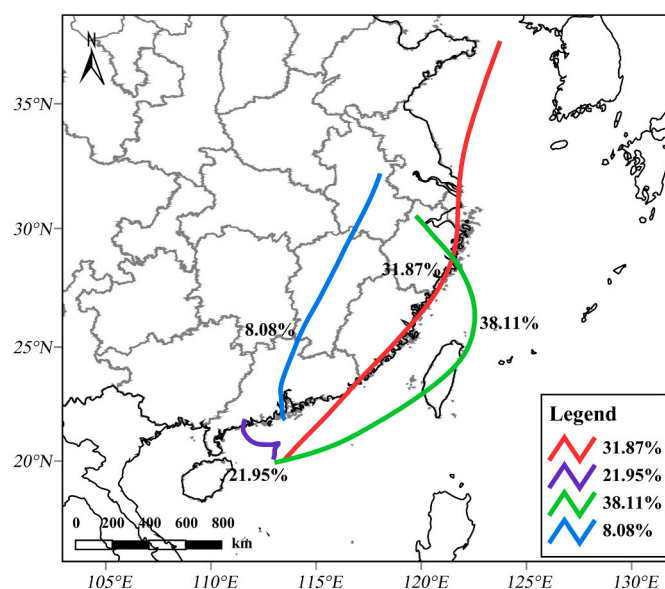 N
35°N
30°N
31.87%
8.08%
38.11%
25°N
Legend
31.87%
21.95%
38.11%
8.08%
20°N
21.95%
0 200 400 600 800
km
105°E 110°E 115°E 120°E 125°E 130°E